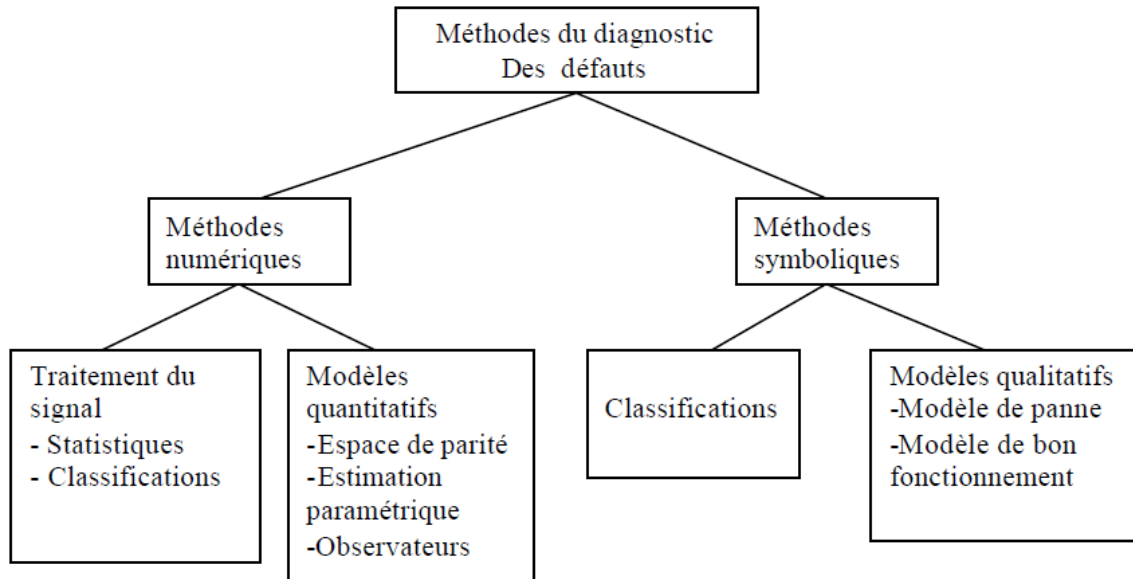 Méthodes du diagnostic
Des défauts
Méthodes
numériques
Méthodes
symboliques
Traitement du
signal
- Statistiques
- Classifications
Modèles
quantitatifs
-Espace de parité
-Estimation
paramétrique
-Observateurs
Classifications
Modèles qualitatifs
-Modèle de panne
-Modèle de bon
fonctionnement